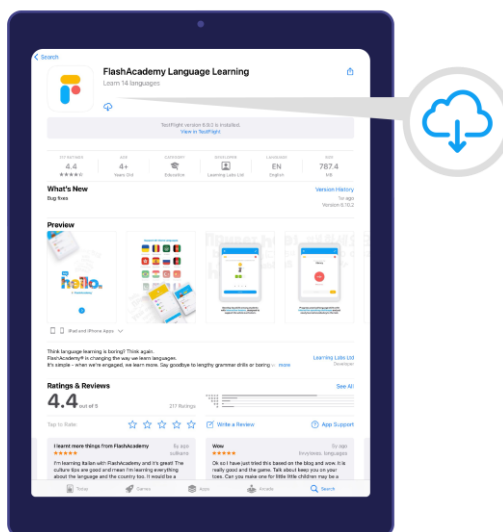 Search
FlashAcademy Language Learning
Learn 14 languages
TestFlight version 6.10.2 is installed.
View in TestFlight
AGE
LANGUAGE
4.4
4+
EN
787.4
★★★★☆
Years Old
Education
Learning Labs Ltd
English
MB
What's New
Version History
Bug fixes
1w ago
Version 6.10.2
Preview
hello.
iPad and iPhone Apps
Think language learning is boring? Think again.
FlashAcademy® is changing the way we learn languages.
It's simple - when we're engaged, we learn more. Say goodbye to lengthy grammar drills or boring v
more
Learning Labs Ltd
Developer
Ratings & Reviews
See All
4.4 out of 5
217 Ratings
Tap to Rate:
Write a Review
App Support
I learnt more things from FlashAcademy
★★★★★
I'm learning Italian with FlashAcademy and it's great! The
culture tips are good and mean I'm learning everything
about the language and the country too. It would be a
Wow
★★★★★
Ok so I have just tried this based on the blog and wow. It is
really good and the game. Talk about keeps you on your
toes. Can you make one for little little children may be a
Today
Games
Apps
Arcade
Search